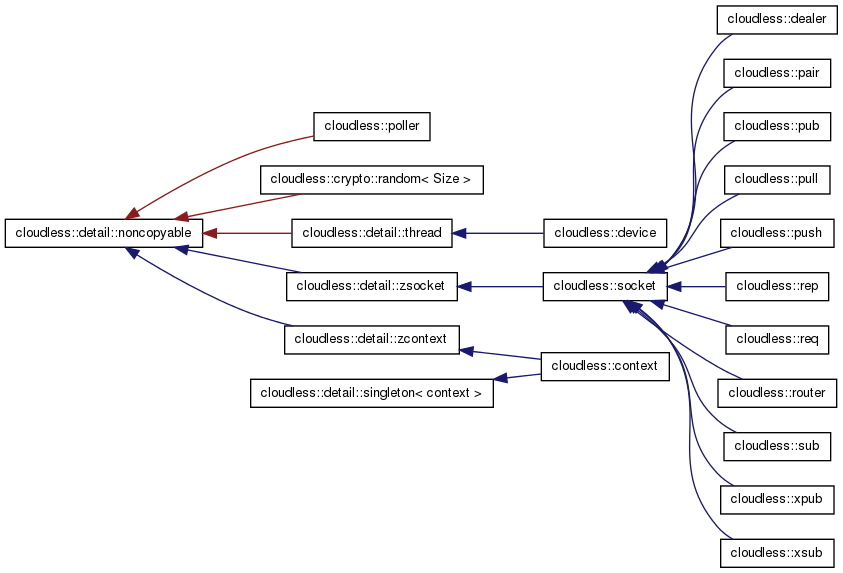 cloudless::dealer
cloudless::pair
cloudless::poller
cloudless::pub
cloudless::crypto::random< Size >
cloudless::pull
cloudless::detail::noncopyable
cloudless::detail::thread
cloudless::device
cloudless::push
cloudless::detail::zsocket
cloudless::socket
cloudless::rep
cloudless::detail::zcontext
cloudless::req
cloudless::context
cloudless::detail::singleton< context >
cloudless::router
cloudless::sub
cloudless::xpub
cloudless::xsub